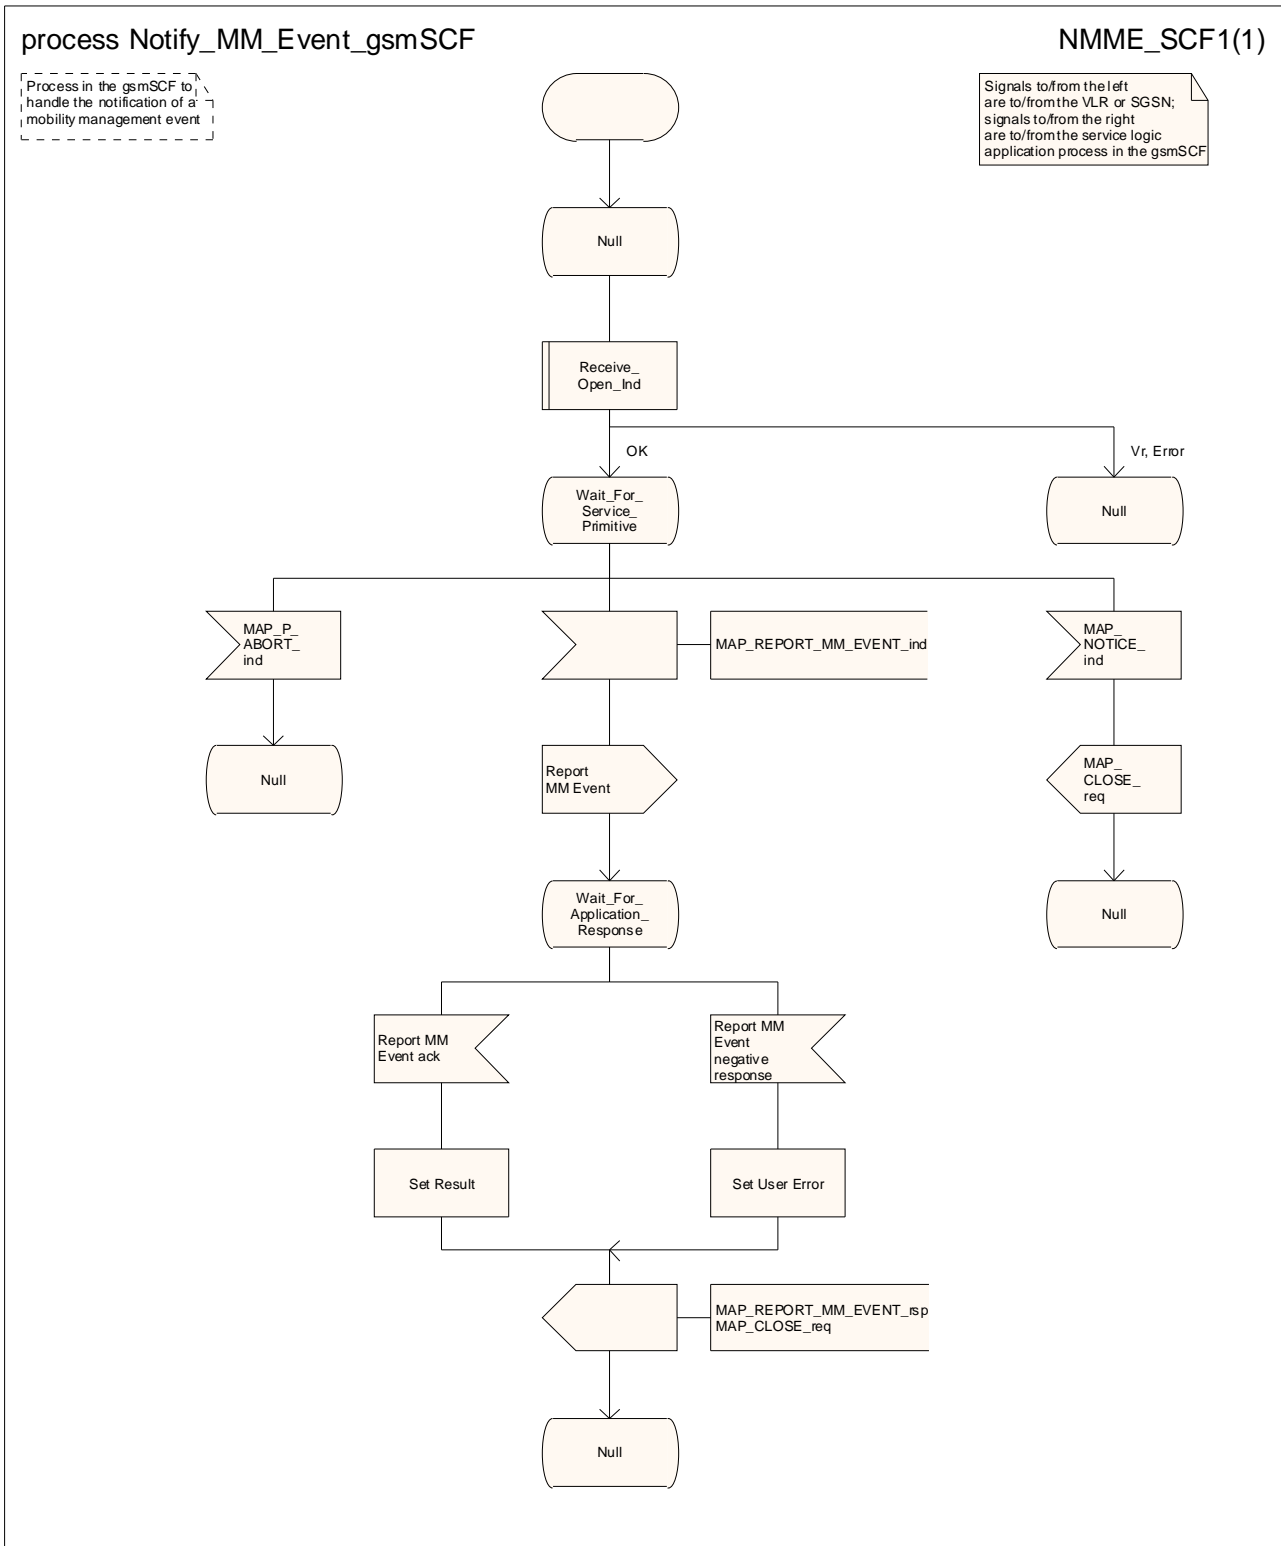 process Notify_MM_Event_gsmSCF
NMME_SCF1(1)
Process in the gsmSCF to
handle the notification of a
mobility management event
Signals to/from the left
are to/from the VLR or SGSN;
signals to/from the right
are to/from the service logic
application process in the gsmSCF
Null
Receive_
Open_Ind
OK
Vr, Error
Wait_For_
Service_
Primitive
Null
MAP_P_
ABORT_
ind
MAP_REPORT_MM_EVENT_ind
MAP_
NOTICE_
ind
Null
Report
MM Event
MAP_
CLOSE_
req
Wait_For_
Application_
Response
Null
Report MM
Event ack
Report MM
Event
negative
response
Set Result
Set User Error
MAP_REPORT_MM_EVENT_rsp
MAP_CLOSE_req
Null